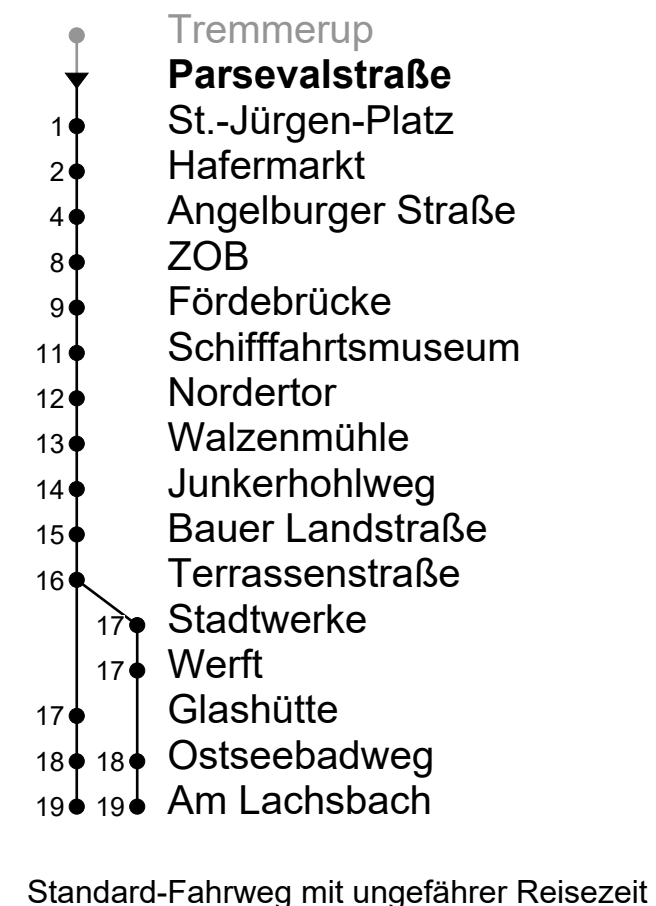 Tremmerup
Parsevalstraße
1 St.-Jürgen-Platz
2 Hafermarkt
4 Angelburger Straße
8 ZOB
9 Fördebrücke
11 Schifffahrtsmuseum
12 Nordertor
13 Walzenmühle
14 Junkerhohlweg
15 Bauer Landstraße
16 Terrassenstraße
17 Stadtwerke
17 Werft
17 Glashütte
18 18 Ostseebadweg
19 19 Am Lachsbach
Standard-Fahrweg mit ungefährer Reisezeit